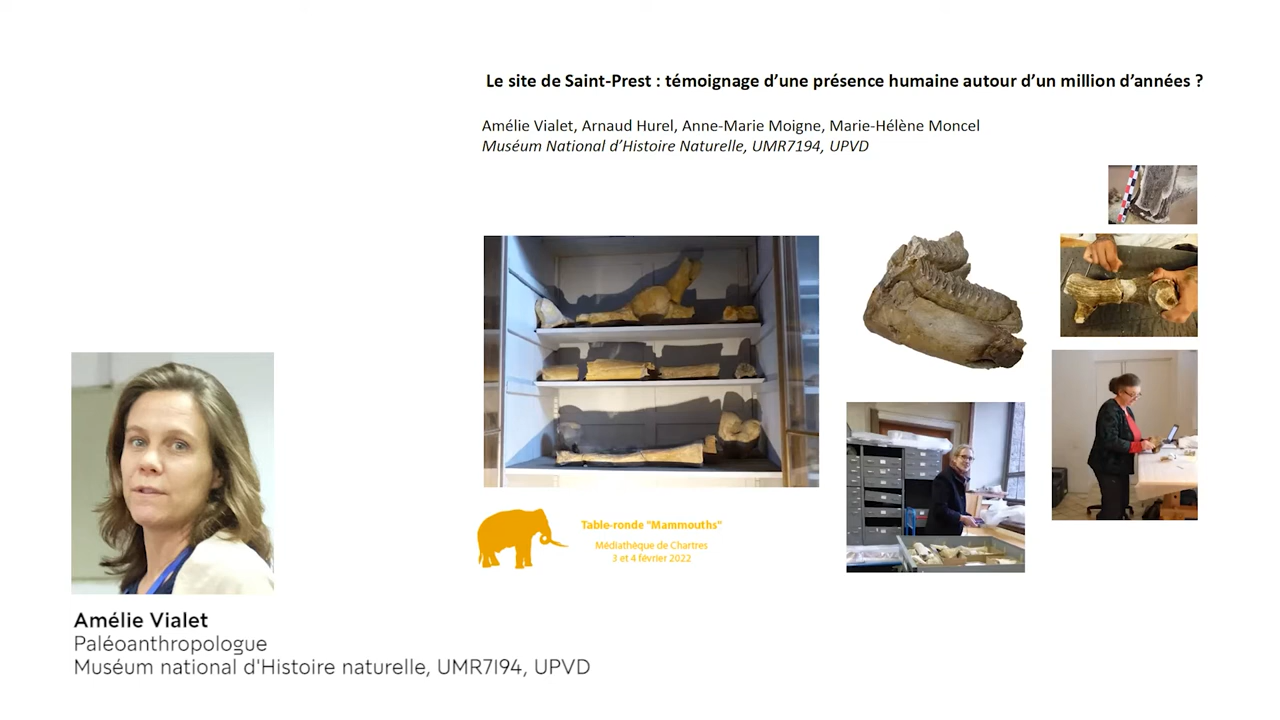 Le site de Saint-Prest : témoignage d'une présence humaine autour d'un million d'années ?
Amélie Vialet, Arnaud Hurel, Anne-Marie Moigne, Marie-Hélène Moncel
Muséum National d'Histoire Naturelle, UMR7194, UPVD
Table-ronde "Mammouths"
Médiathèque de Chartres
3 et 4 février 2022
Amélie Vialet
Paléoanthropologue
Muséum national d'Histoire naturelle, UMR7194, UPVD